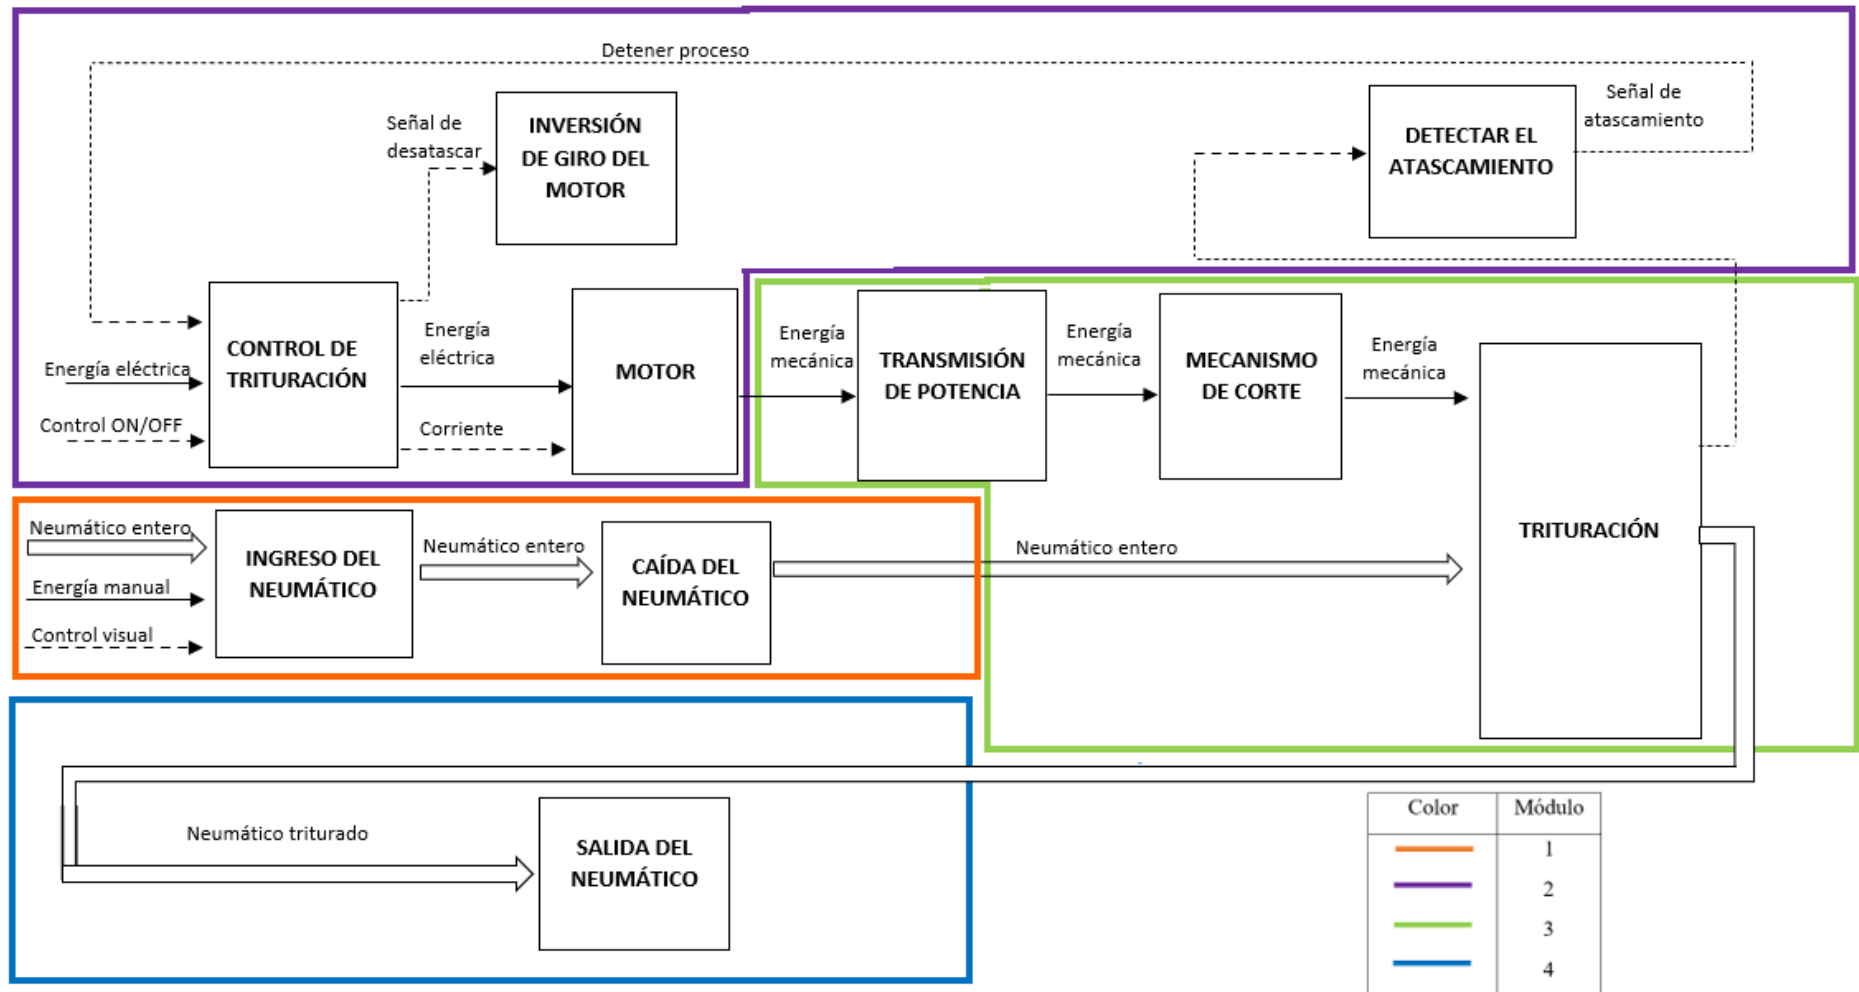 Detener proceso
Señal de
desatascar
INVERSIÓN
DE GIRO DEL
MOTOR
DETECTAR EL
ATASCAMIENTO
Señal de
atascamiento
Energía eléctrica
Control ON/OFF
CONTROL DE
TRITURACIÓN
Energía
eléctrica
Corriente
MOTOR
Energía
mecánica
TRANSMISIÓN
DE POTENCIA
Energía
mecánica
MECANISMO
DE CORTE
Energía
mecánica
TRITURACIÓN
Neumático entero
Energía manual
Control visual
INGRESO DEL
NEUMÁTICO
Neumático entero
CAÍDA DEL
NEUMÁTICO
Neumático entero
Neumático triturado
SALIDA DEL
NEUMÁTICO
Color Módulo
1
2
3
4